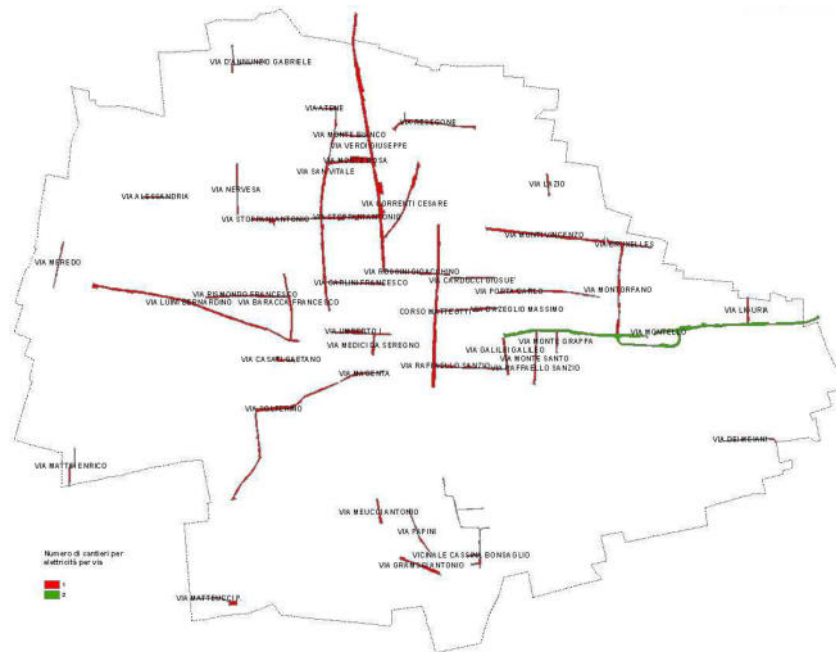 VIA D'ANNUNZIO GABRIELE
VIA ATENE
VIA RESEGONE
VIA MONTE BIANCO
VIA VERDI GIUSEPPE
VIA MONTE ROSA
VIA SAN VITALE
VIA LAZIO
VIA NERVESA
VIA ALESSANDRIA
VIA CORRENTI CESARE
VIA STOPPANI ANTONIO
VIA STOPPANI ANTONIO
VIA MONTI VINCENZO
VIA BRUXELLES
VIA MEREDO
VIA ROSSINI GIOACCHINO
VIA CARDUCCI GIOSUE'
VIA CARLINI FRANCESCO
VIA PORTA CARLO
VIA MONTORFANO
VIA RISMONDO FRANCESCO
VIA LUINI BERNARDINO
VIA BARACCA FRANCESCO
CORSO MATTEOTTI
VIA D'AZEGLIO MASSIMO
VIA LIGURIA
VIA UMBERTO I
VIA MONTELLO
VIA MEDICI DA SEREGNO
VIA MONTE GRAPPA
VIA GALILEI GALILEO
VIA CASATI GAETANO
VIA MONTE SANTO
VIA RAFFAELLO SANZIO
VIA RAFFAELLO SANZIO
VIA MAGENTA
VIA SOLFERINO
VIA DEI MEIANI
VIA MATTEI ENRICO
VIA MEUCCI ANTONIO
VIA PAPINI
VICINALE CASSINA BONSAGLIO
VIA GRAMSCI ANTONIO
Numero di cantieri per
elettricità per via
1
2
VIA MATTEUCCI P.